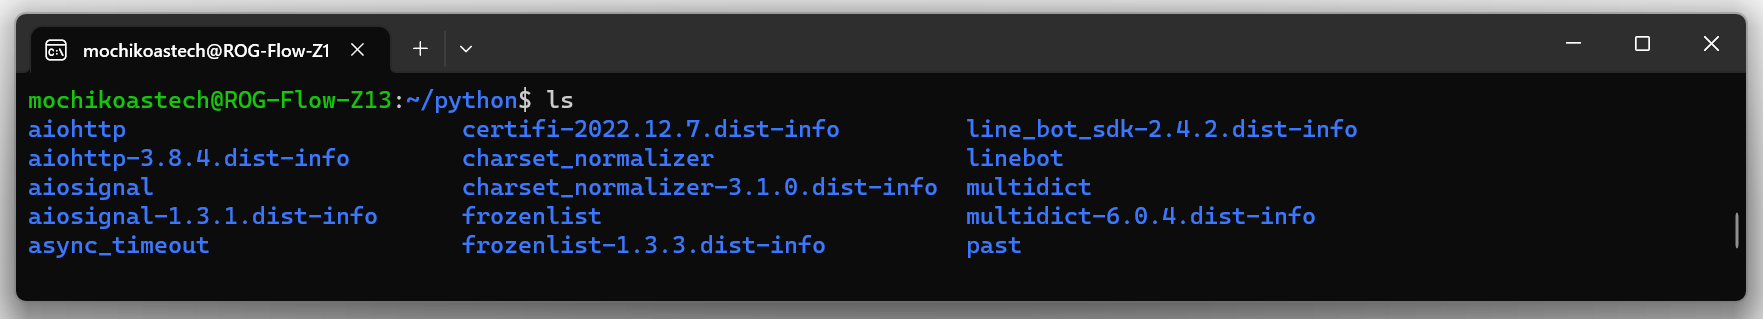 mochikoastech@ROG-Flow-Z1
mochikoastech@ROG-Flow-Z13:~/python$ ls
aiohttp certifi-2022.12.7.dist-info line_bot_sdk-2.4.2.dist-info
aiohttp-3.8.4.dist-info charset_normalizer linebot
aiosignal charset_normalizer-3.1.0.dist-info multidict
aiosignal-1.3.1.dist-info frozenlist multidict-6.0.4.dist-info
async_timeout frozenlist-1.3.3.dist-info past